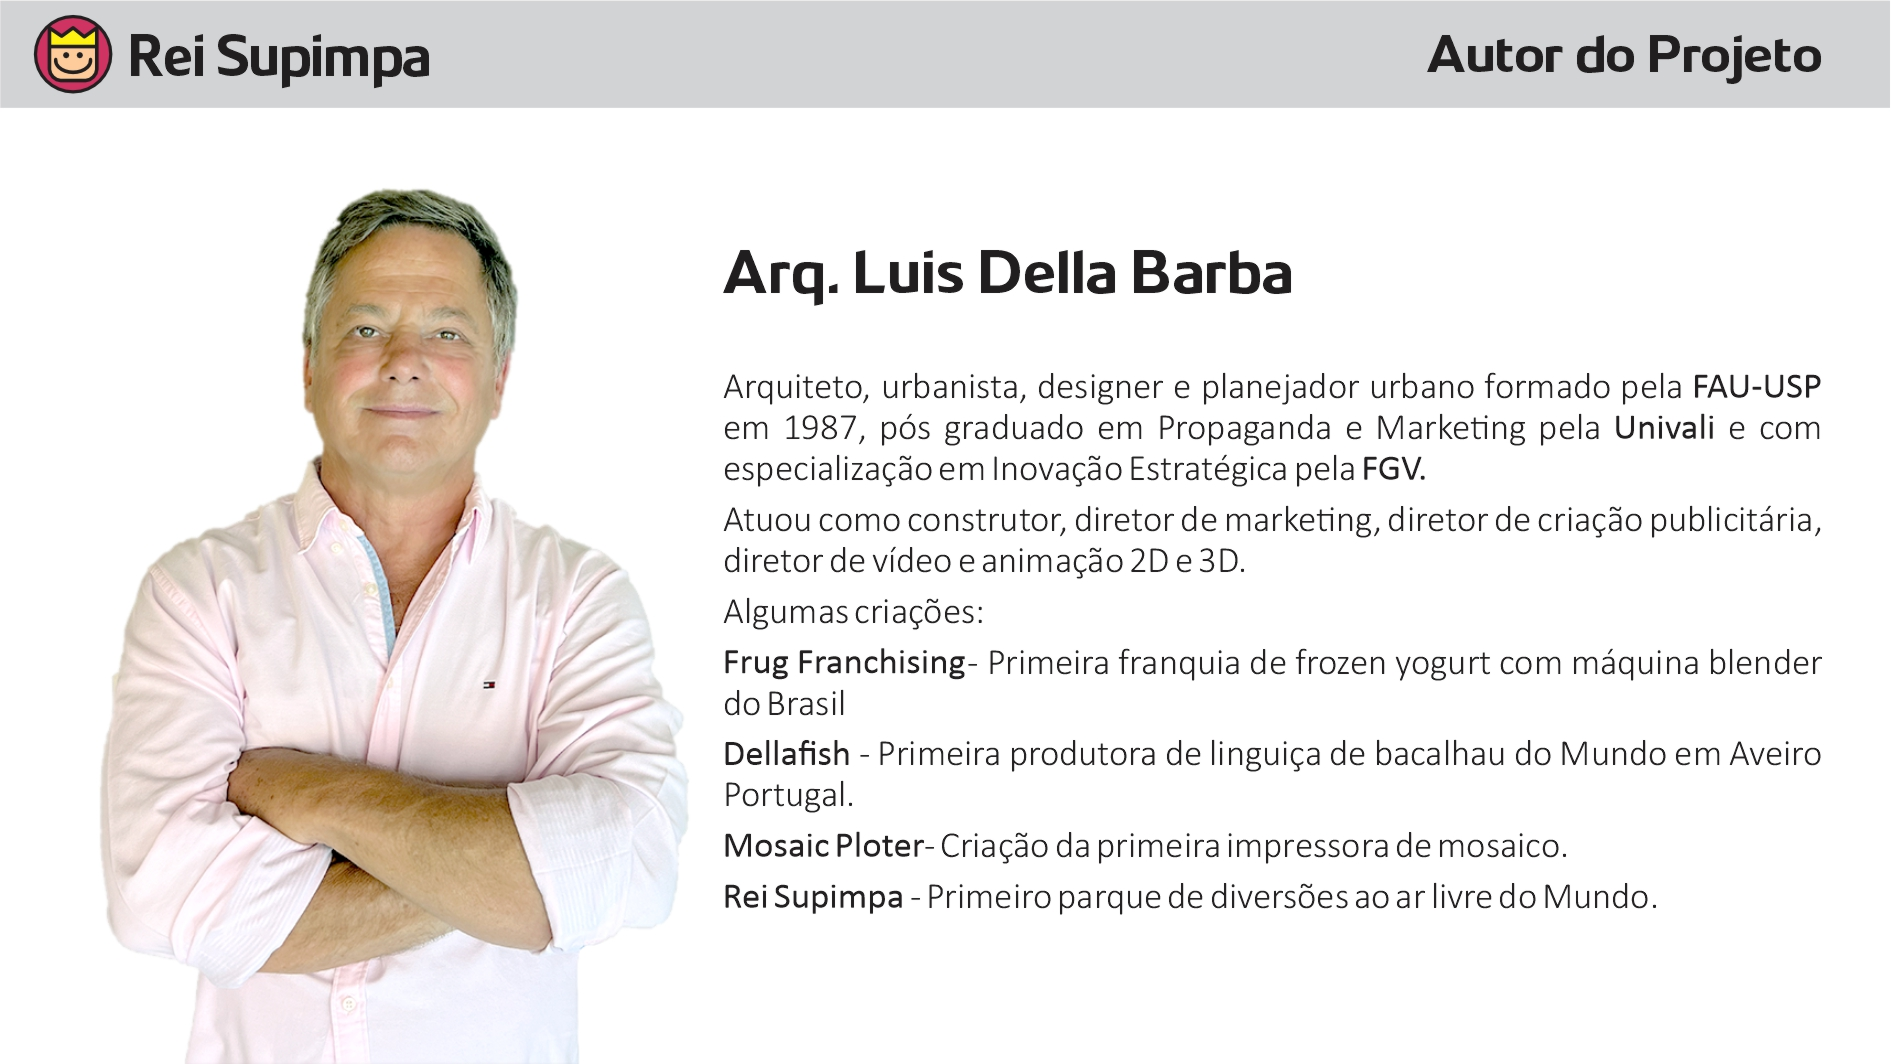 Rei Supimpa
Autor do Projeto
Arq. Luis Della Barba
Arquiteto, urbanista, designer e planejador urbano formado pela FAU-USP
em 1987, pós graduado em Propaganda e Marketing pela Univali e com
especialização em Inovação Estratégica pela FGV.
Atuou como construtor, diretor de marketing, diretor de criação publicitária,
diretor de vídeo e animação 2D e 3D.
Algumas criações:
Frug Franchising- Primeira franquia de frozen yogurt com máquina blender
do Brasil
Dellafish - Primeira produtora de linguiça de bacalhau do Mundo em Aveiro
Portugal.
Mosaic Ploter- Criação da primeira impressora de mosaico.
Rei Supimpa - Primeiro parque de diversões ao ar livre do Mundo.